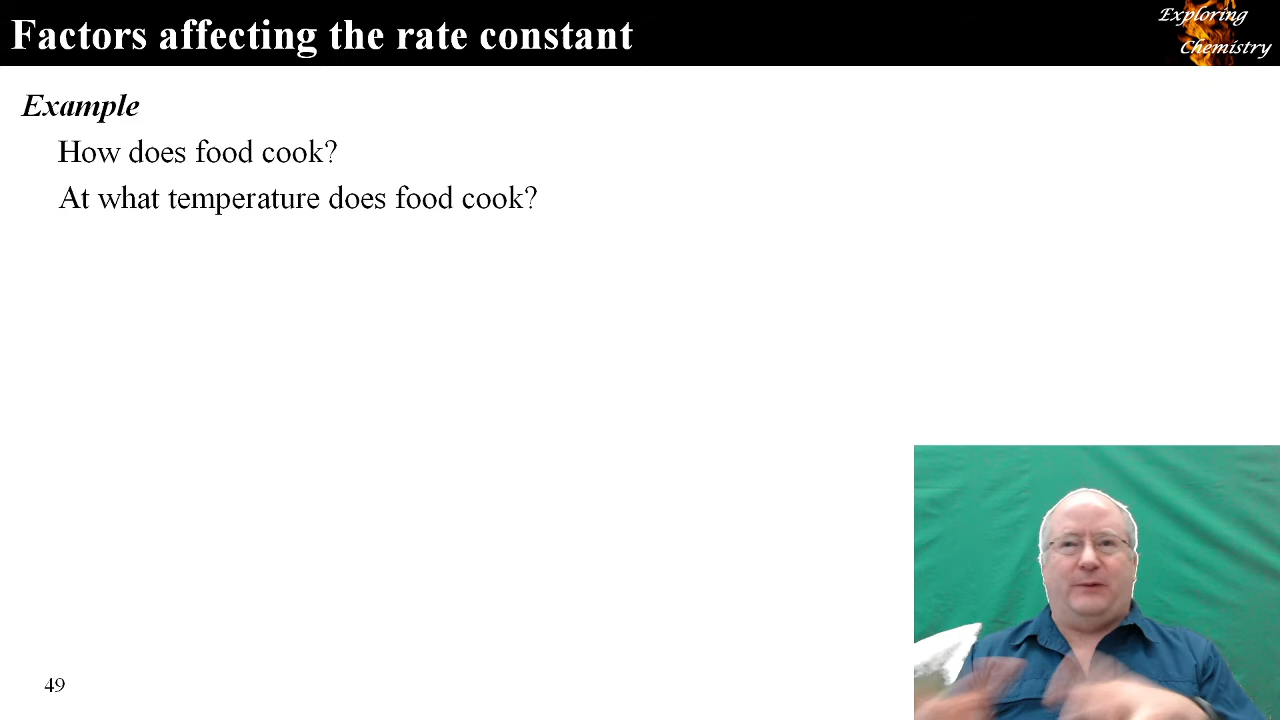 Factors affecting the rate constant
Exploring
Chemistry
Example
How does food cook?
At what temperature does food cook?
49